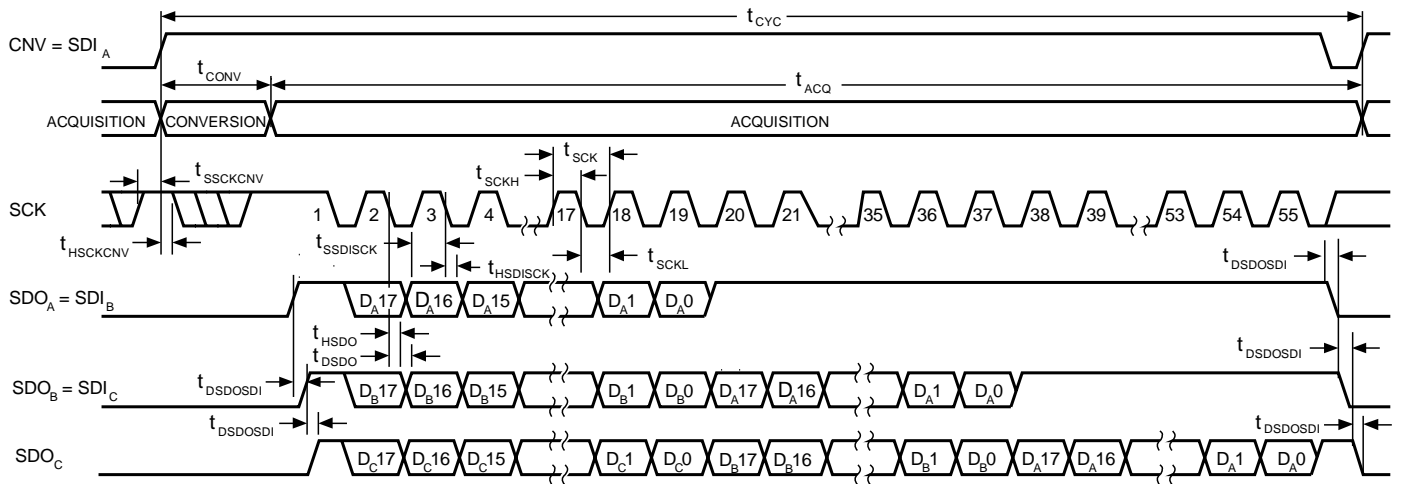 tCYC
CNV = SDIA
tCONV
tACQ
ACQUISITION CONVERSION ACQUISITION
tSCK
tSSCKCNV
tSCKH
SCK 1 2 3 4 17 18 19 20 21 35 36 37 38 39 53 54 55
tHSCKCNV
tSSDISCK
tHSDISCK
tSCKL
tDSDOSDI
SDOA = SDIB DA17 DA16 DA15 DA1 DA0
tHSDO
tDSDO
tDSDOSDI
tDSDOSDI
SDOB = SDIC DB17 DB16 DB15 DB1 DB0 DA17 DA16 DA1 DA0
tDSDOSDI
tDSDOSDI
SDOC DC17 DC16 DC15 DC1 DC0 DB17 DB16 DB1 DB0 DA17 DA16 DA1 DA0